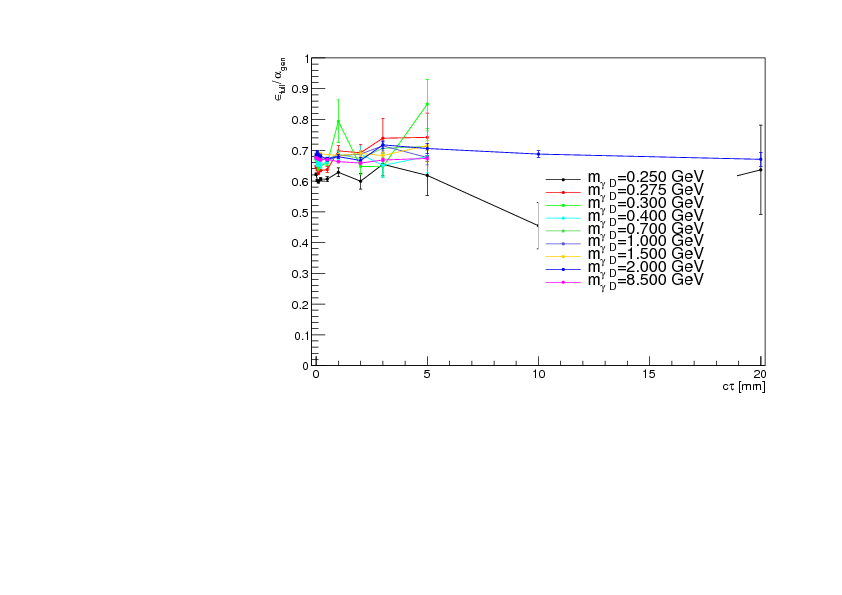 ε_full/α_gen
1
0.9
0.8
0.7
0.6
0.5
0.4
0.3
0.2
0.1
0
m_γD=0.250 GeV
m_γD=0.275 GeV
m_γD=0.300 GeV
m_γD=0.400 GeV
m_γD=0.700 GeV
m_γD=1.000 GeV
m_γD=1.500 GeV
m_γD=2.000 GeV
m_γD=8.500 GeV
0 5 10 15 20
cτ [mm]